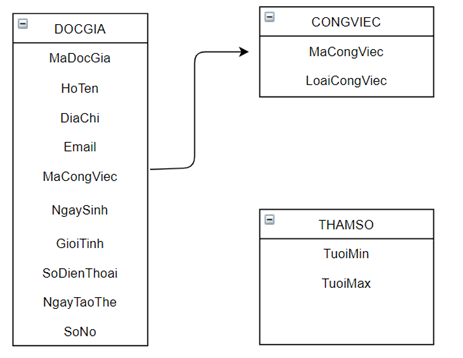 DOCGIA
MaDocGia
HoTen
DiaChi
Email
MaCongViec
NgaySinh
GioiTinh
SoDienThoai
NgayTaoThe
SoNo
CONGVIEC
MaCongViec
LoaiCongViec
THAMSO
TuoiMin
TuoiMax